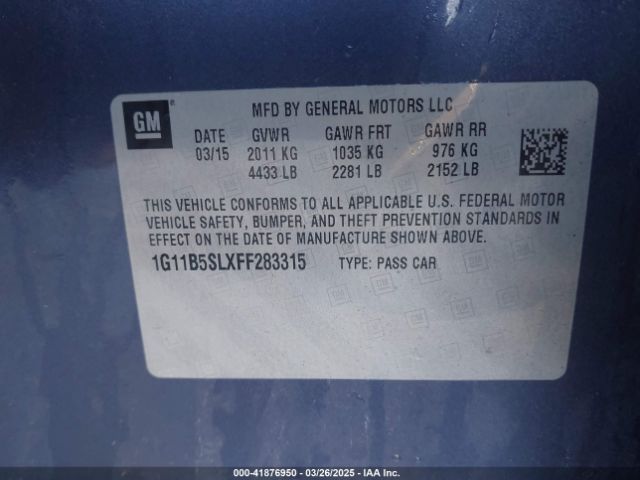 GM
MFD BY GENERAL MOTORS LLC
DATE GVWR GAWR FRT GAWR RR
03/15 2011 KG 1035 KG 976 KG
4433 LB 2281 LB 2152 LB
THIS VEHICLE CONFORMS TO ALL APPLICABLE U.S. FEDERAL MOTOR
VEHICLE SAFETY, BUMPER, AND THEFT PREVENTION STANDARDS IN
EFFECT ON THE DATE OF MANUFACTURE SHOWN ABOVE.
1G11B5SLXFF283315 TYPE: PASS CAR
000-41876950 | 03/26/2025 - IAA Inc.